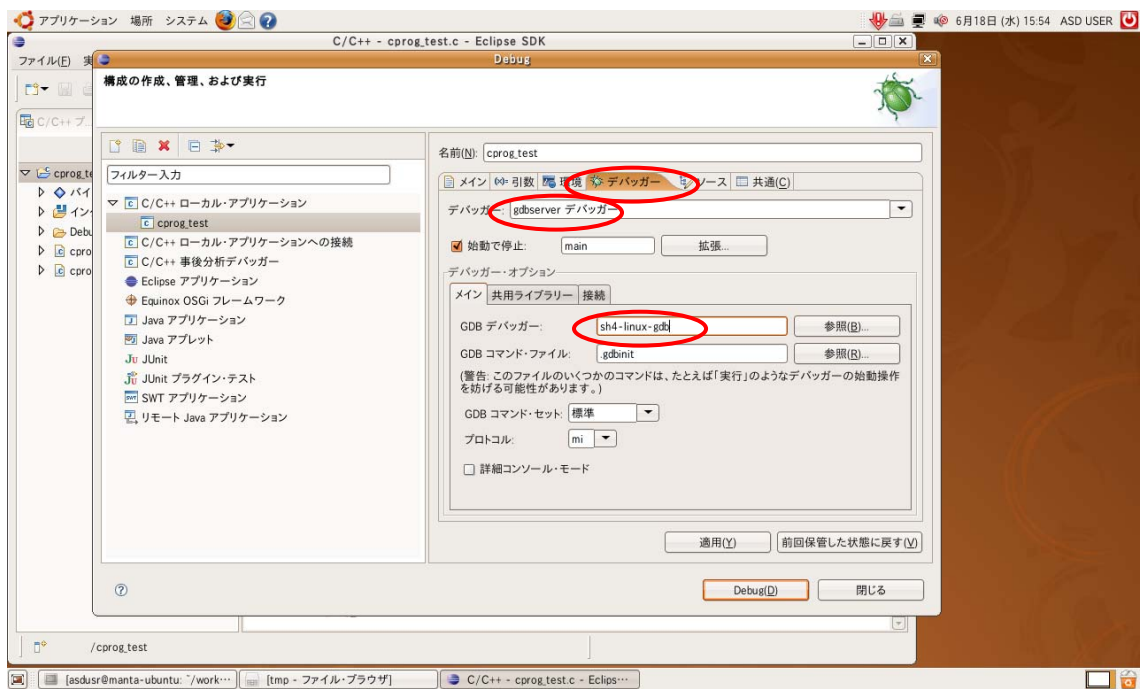 アプリケーション 場所 システム
6月18日 (水) 15:54 ASD USER
C/C++ - cprog_test.c - Eclipse SDK
ファイル(F)
Debug
構成の作成、管理、および実行
C/C++ プ...
cprog_te
バイ
イン
Debu
cpro
cpro
フィルター入力
C/C++ ローカル・アプリケーション
cprog_test
C/C++ ローカル・アプリケーションへの接続
C/C++ 事後分析デバッガー
Eclipse アプリケーション
Equinox OSGi フレームワーク
Java アプリケーション
Java アプレット
Ju JUnit
JUnit プラグイン・テスト
SWT アプリケーション
リモート Java アプリケーション
名前(N): cprog_test
メイン 引数 環境 デバッガー ソース 共通(C)
デバッガー: gdbserver デバッガー
始動で停止: main 拡張...
デバッガー・オプション
メイン 共用ライブラリー 接続
GDB デバッガー: sh4-linux-gdb 参照(B)...
GDB コマンド・ファイル: .gdbinit 参照(R)...
(警告: このファイルのいくつかのコマンドは、たとえば「実行」のようなデバッガーの始動操作
を妨げる可能性があります。)
GDB コマンド・セット: 標準
プロトコル: mi
詳細コンソール・モード
適用(Y) 前回保管した状態に戻す(V)
Debug(D) 閉じる
/cprog_test
[asdusr@manta-ubuntu: ~/work… [tmp - ファイル・ブラウザ] C/C++ - cprog_test.c - Eclips…